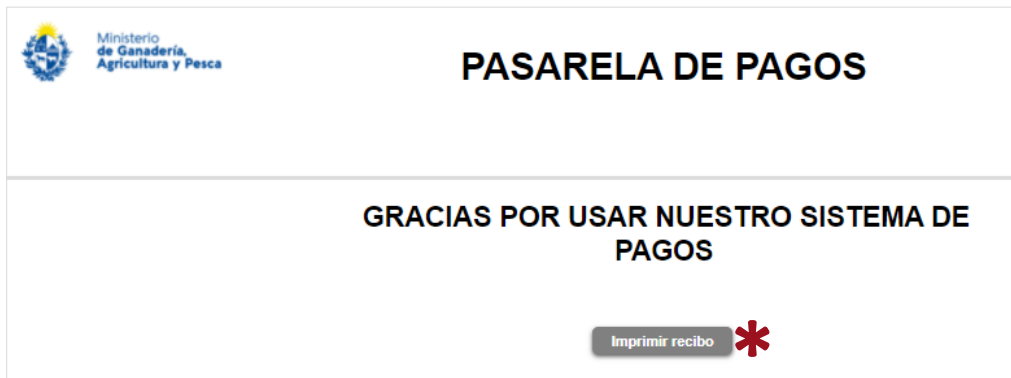 Ministerio
de Ganadería,
Agricultura y Pesca
PASARELA DE PAGOS
GRACIAS POR USAR NUESTRO SISTEMA DE
PAGOS
Imprimir recibo